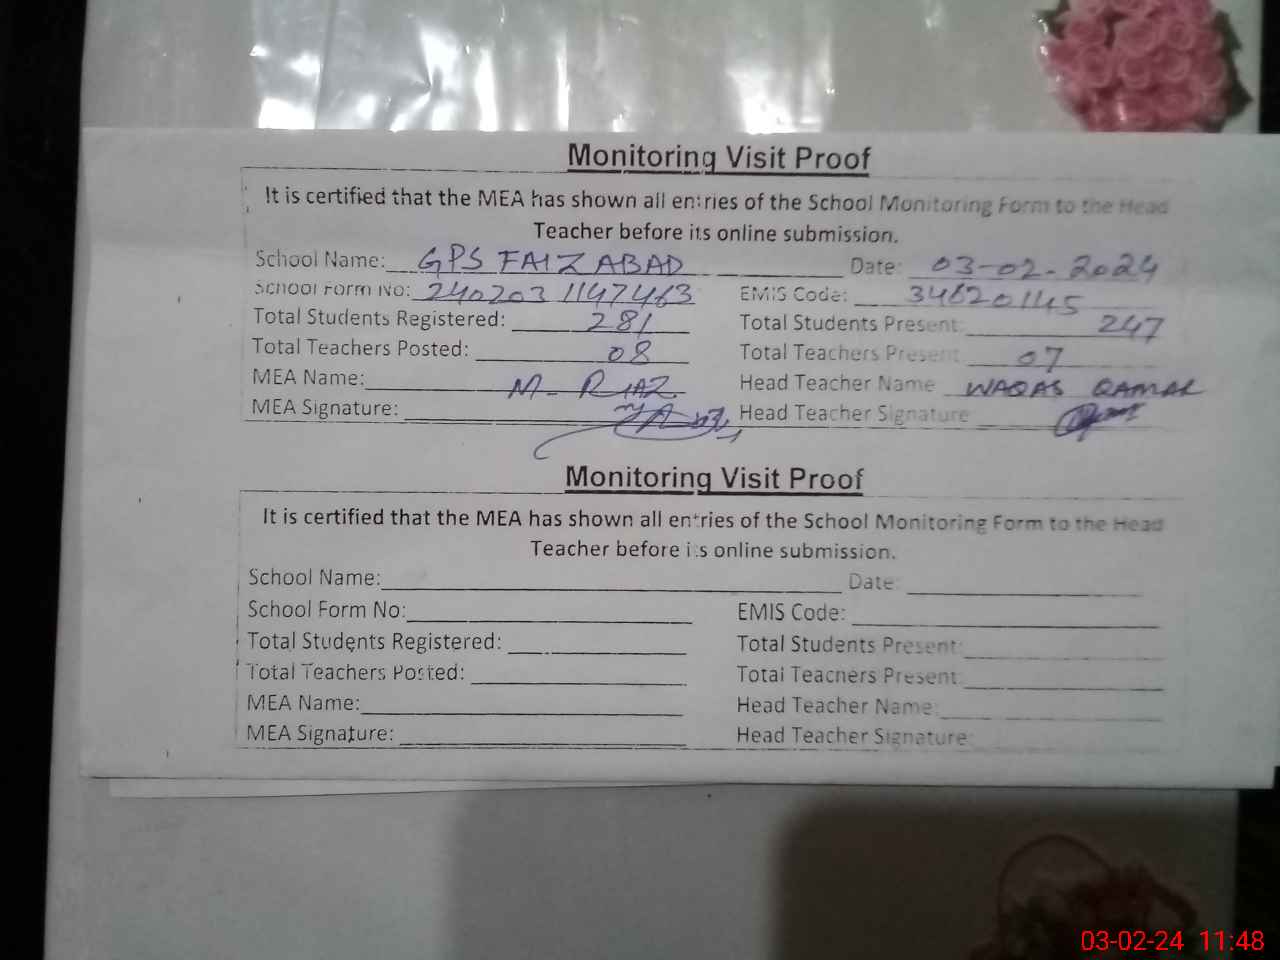 Monitoring Visit Proof
It is certified that the MEA has shown all entries of the School Monitoring Form to the Head
Teacher before its online submission.
School Name: GPS FAIZABAD Date: 03-02-2024
School Form No: 240203 1147463 EMIS Code: 34620145
Total Students Registered: 281 Total Students Present: 247
Total Teachers Posted: 08 Total Teachers Present 07
MEA Name: M- RIAZ Head Teacher Name WAQAS QAMAR
MEA Signature: Head Teacher Signature
Monitoring Visit Proof
It is certified that the MEA has shown all entries of the School Monitoring Form to the Head
Teacher before its online submission.
School Name: Date:
School Form No: EMIS Code:
Total Students Registered: Total Students Present:
Total Teachers Posted: Total Teachers Present:
MEA Name: Head Teacher Name:
MEA Signature: Head Teacher Signature:
03-02-24 11:48